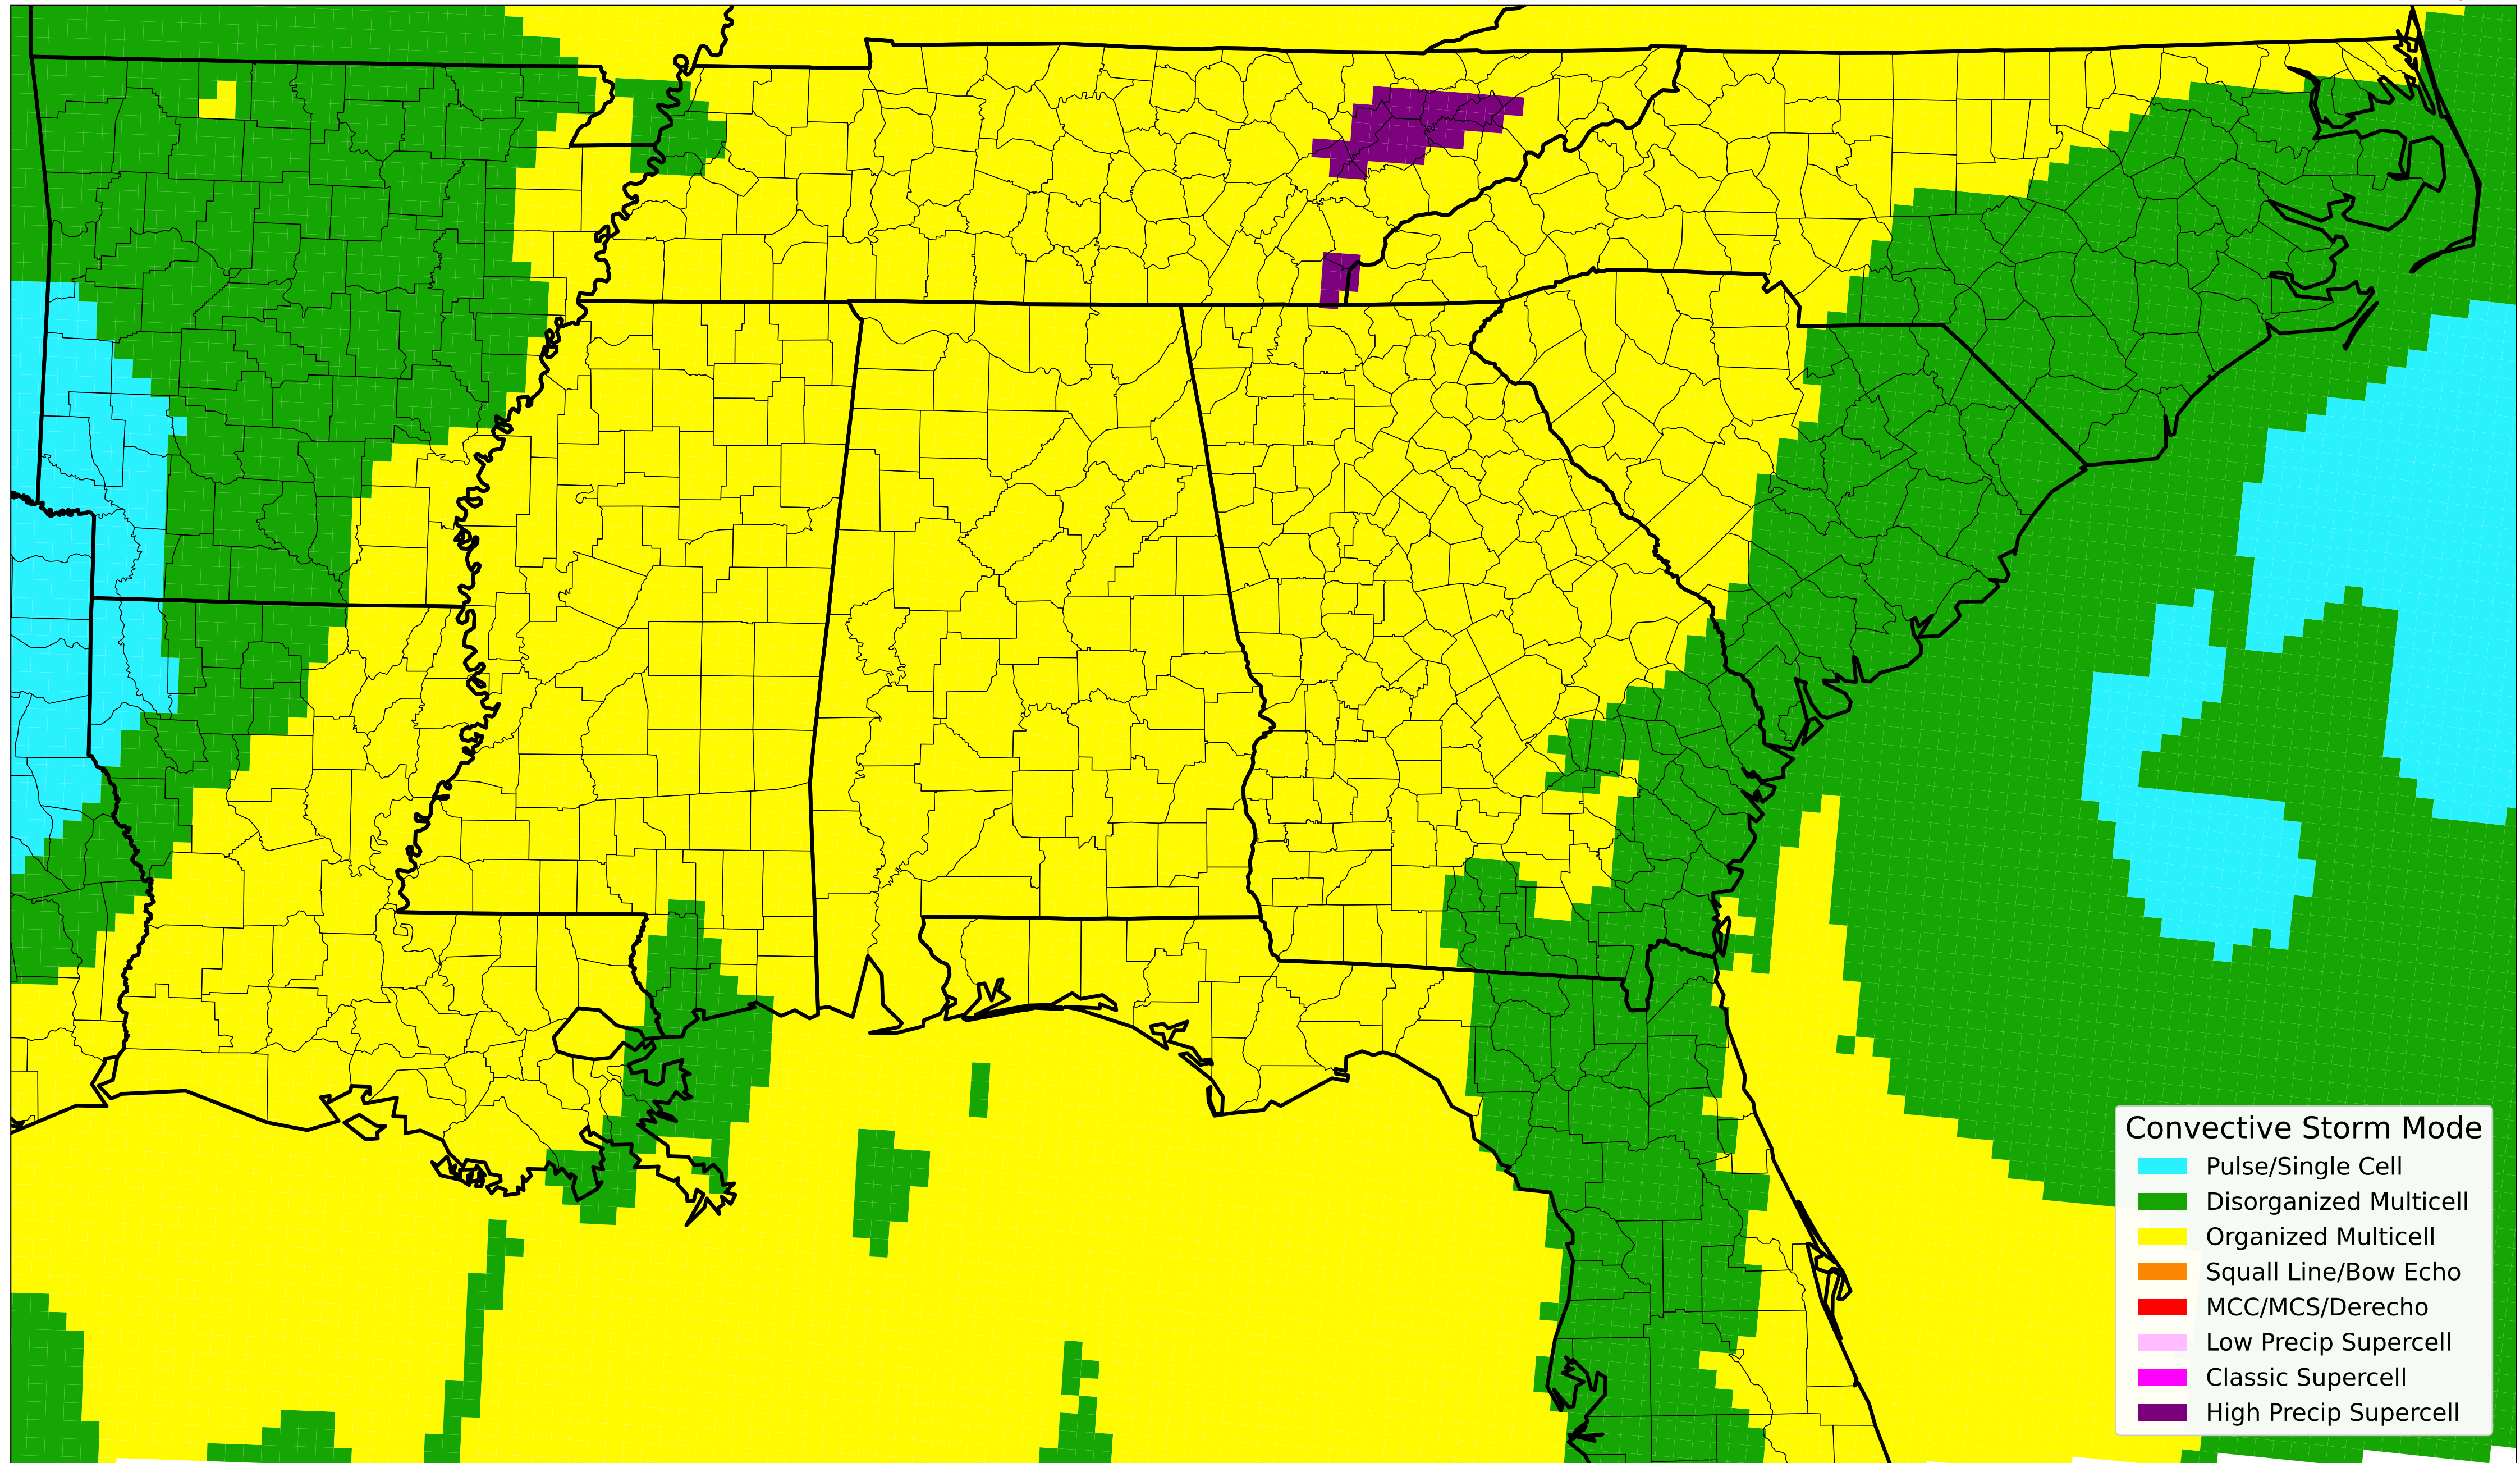 Convective Storm Mode
Pulse/Single Cell
Disorganized Multicell
Organized Multicell
Squall Line/Bow Echo
MCC/MCS/Derecho
Low Precip Supercell
Classic Supercell
High Precip Supercell